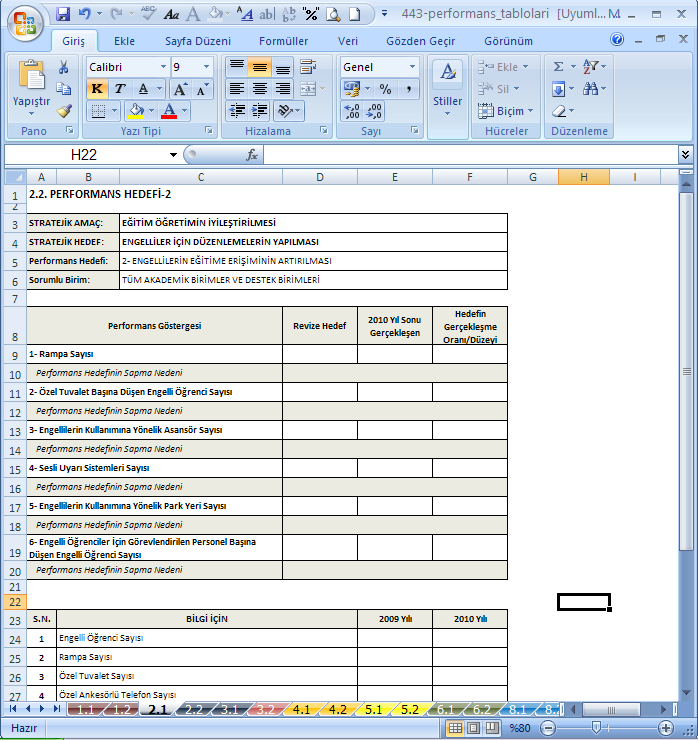 443-performans_tablolari [Uyuml... M
Giriş Ekle Sayfa Düzeni Formüller Veri Gözden Geçir Görünüm
Yapıştır
Calibri 9
K T A
Genel
Stiller
Ekle
Sil
Biçim
Pano Yazı Tipi Hizalama Sayı Hücreler Düzenleme
H22 fx
A B C D E F G H I
1 2.2. PERFORMANS HEDEFİ-2
2
3 STRATEJİK AMAÇ: EĞİTİM ÖĞRETİMİN İYİLEŞTİRİLMESİ
4 STRATEJİK HEDEF: ENGELLİLER İÇİN DÜZENLEMELERİN YAPILMASI
5 Performans Hedefi: 2- ENGELLİLERİN EĞİTİME ERİŞİMİNİN ARTIRILMASI
6 Sorumlu Birim: TÜM AKADEMİK BİRİMLER VE DESTEK BİRİMLERİ
7
8 Performans Göstergesi Revize Hedef 2010 Yıl Sonu Gerçekleşen Hedefin Gerçekleşme Oranı/Düzeyi
9 1- Rampa Sayısı
10 Performans Hedefinin Sapma Nedeni
11 2- Özel Tuvalet Başına Düşen Engelli Öğrenci Sayısı
12 Performans Hedefinin Sapma Nedeni
13 3- Engellilerin Kullanımına Yönelik Asansör Sayısı
14 Performans Hedefinin Sapma Nedeni
15 4- Sesli Uyarı Sistemleri Sayısı
16 Performans Hedefinin Sapma Nedeni
17 5- Engellilerin Kullanımına Yönelik Park Yeri Sayısı
18 Performans Hedefinin Sapma Nedeni
19 6- Engelli Öğrenciler İçin Görevlendirilen Personel Başına
Düşen Engelli Öğrenci Sayısı
20 Performans Hedefinin Sapma Nedeni
21
22
23 S.N. BİLGİ İÇİN 2009 Yılı 2010 Yılı
24 1 Engelli Öğrenci Sayısı
25 2 Rampa Sayısı
26 3 Özel Tuvalet Sayısı
27 4 Özel Ankesörlü Telefon Sayısı
1.1 1.2 2.1 2.2 3.1 3.2 4.1 4.2 5.1 5.2 6.1 6.2 8.1 8.
Hazır %80